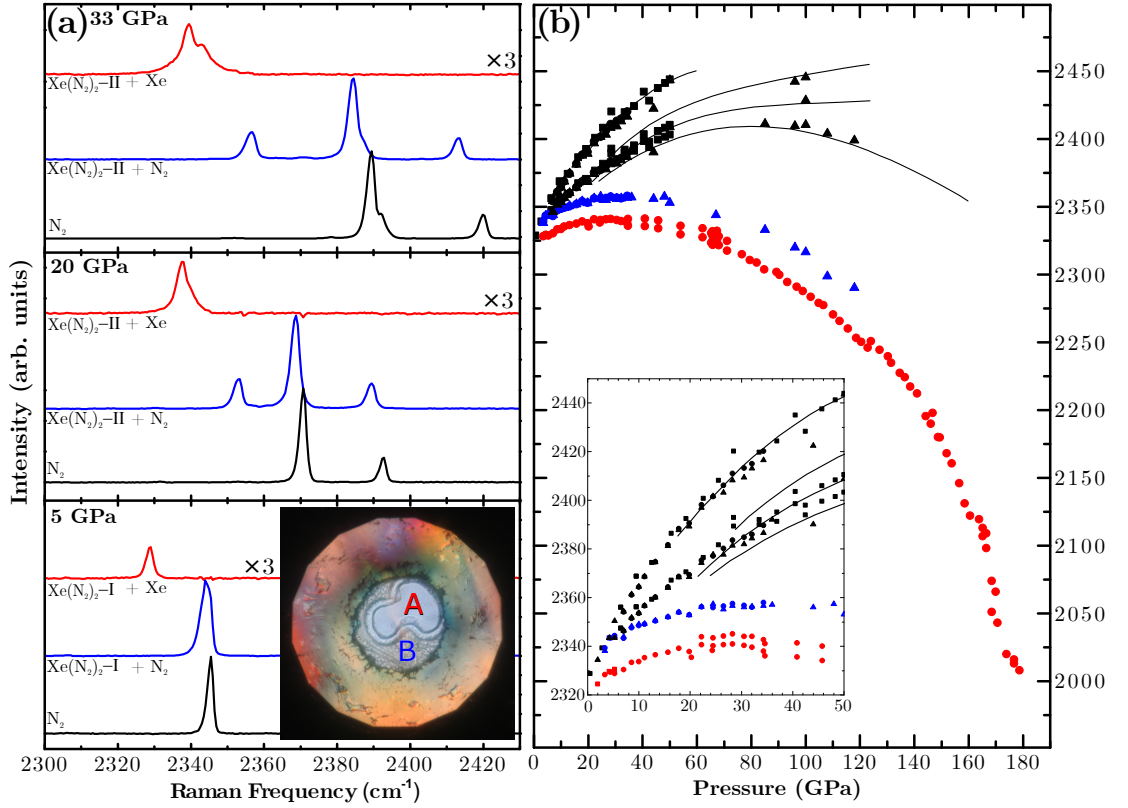 (a) 33 GPa
×3
Xe(N₂)₂−II + Xe
Xe(N₂)₂−II + N₂
N₂
20 GPa
×3
Xe(N₂)₂−II + Xe
Xe(N₂)₂−II + N₂
N₂
5 GPa
×3
Xe(N₂)₂−I + Xe
Xe(N₂)₂−I + N₂
N₂
A
B
2300 2320 2340 2360 2380 2400 2420
Raman Frequency (cm⁻¹)
Intensity (arb. units)
(b)
2450
2400
2350
2300
2250
2200
2150
2100
2050
2000
0 20 40 60 80 100 120 140 160 180
Pressure (GPa)
2440
2420
2400
2380
2360
2340
2320
0 10 20 30 40 50